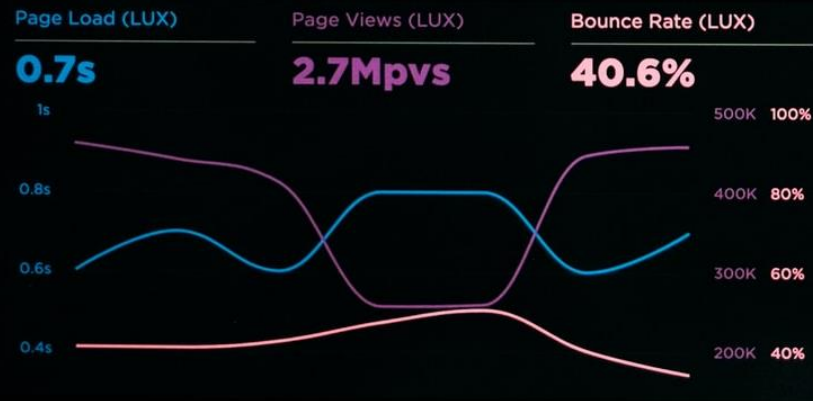 Page Load (LUX) Page Views (LUX) Bounce Rate (LUX)
0.7s 2.7Mpvs 40.6%
1s 500K 100%
0.8s 400K 80%
0.6s 300K 60%
0.4s 200K 40%